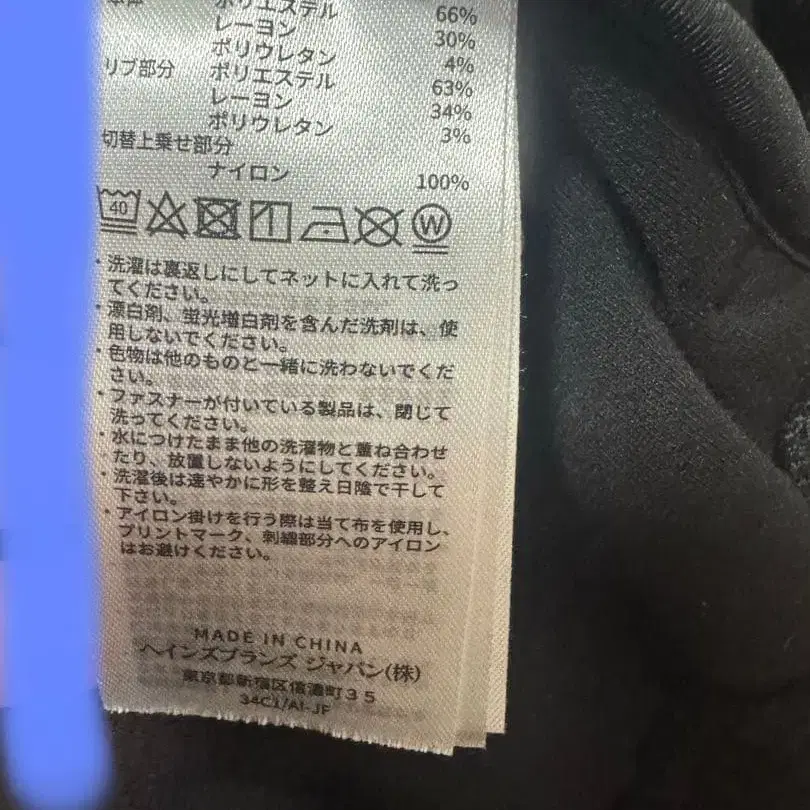 ポリエステル 66%
レーヨン 30%
ポリウレタン 4%
リブ部分 ポリエステル 63%
レーヨン 34%
ポリウレタン 3%
切替上乗せ部分
ナイロン 100%
40 W
・洗濯は裏返しにしてネットに入れて洗っ
てください。
・漂白剤、蛍光増白剤を含んだ洗剤は、使
用しないでください。
・色物は他のものと一緒に洗わないでくだ
さい。
・ファスナーが付いている製品は、閉じて
洗ってください。
・水につけたまま他の洗濯物と重ね合わせ
たり、放置しないようにしてください。
・洗濯後は速やかに形を整え日陰で干して
下さい。
・アイロン掛けを行う際は当て布を使用し、
プリントマーク、刺繍部分へのアイロン
はお避けください。
MADE IN CHINA
ヘインズブランズ ジャパン(株)
東京都新宿区信濃町35
34C1/AI-JF